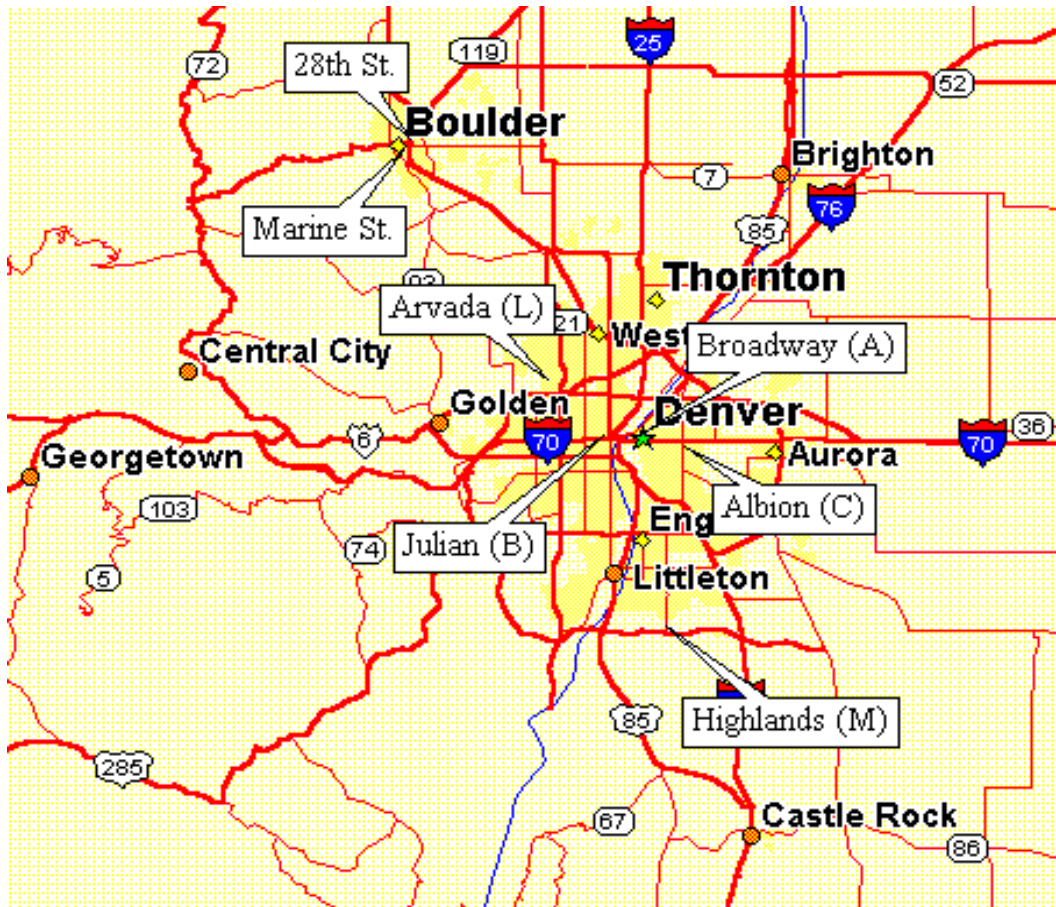 72
119
25
28th St.
52
Boulder
Brighton
7
76
Marine St.
85
Thornton
Arvada (L)
21
West
Broadway (A)
Central City
Golden
Denver
36
6
70
70
Georgetown
Aurora
103
Albion (C)
Julian (B)
Eng
74
5
Littleton
Highlands (M)
85
285
Castle Rock
67
86